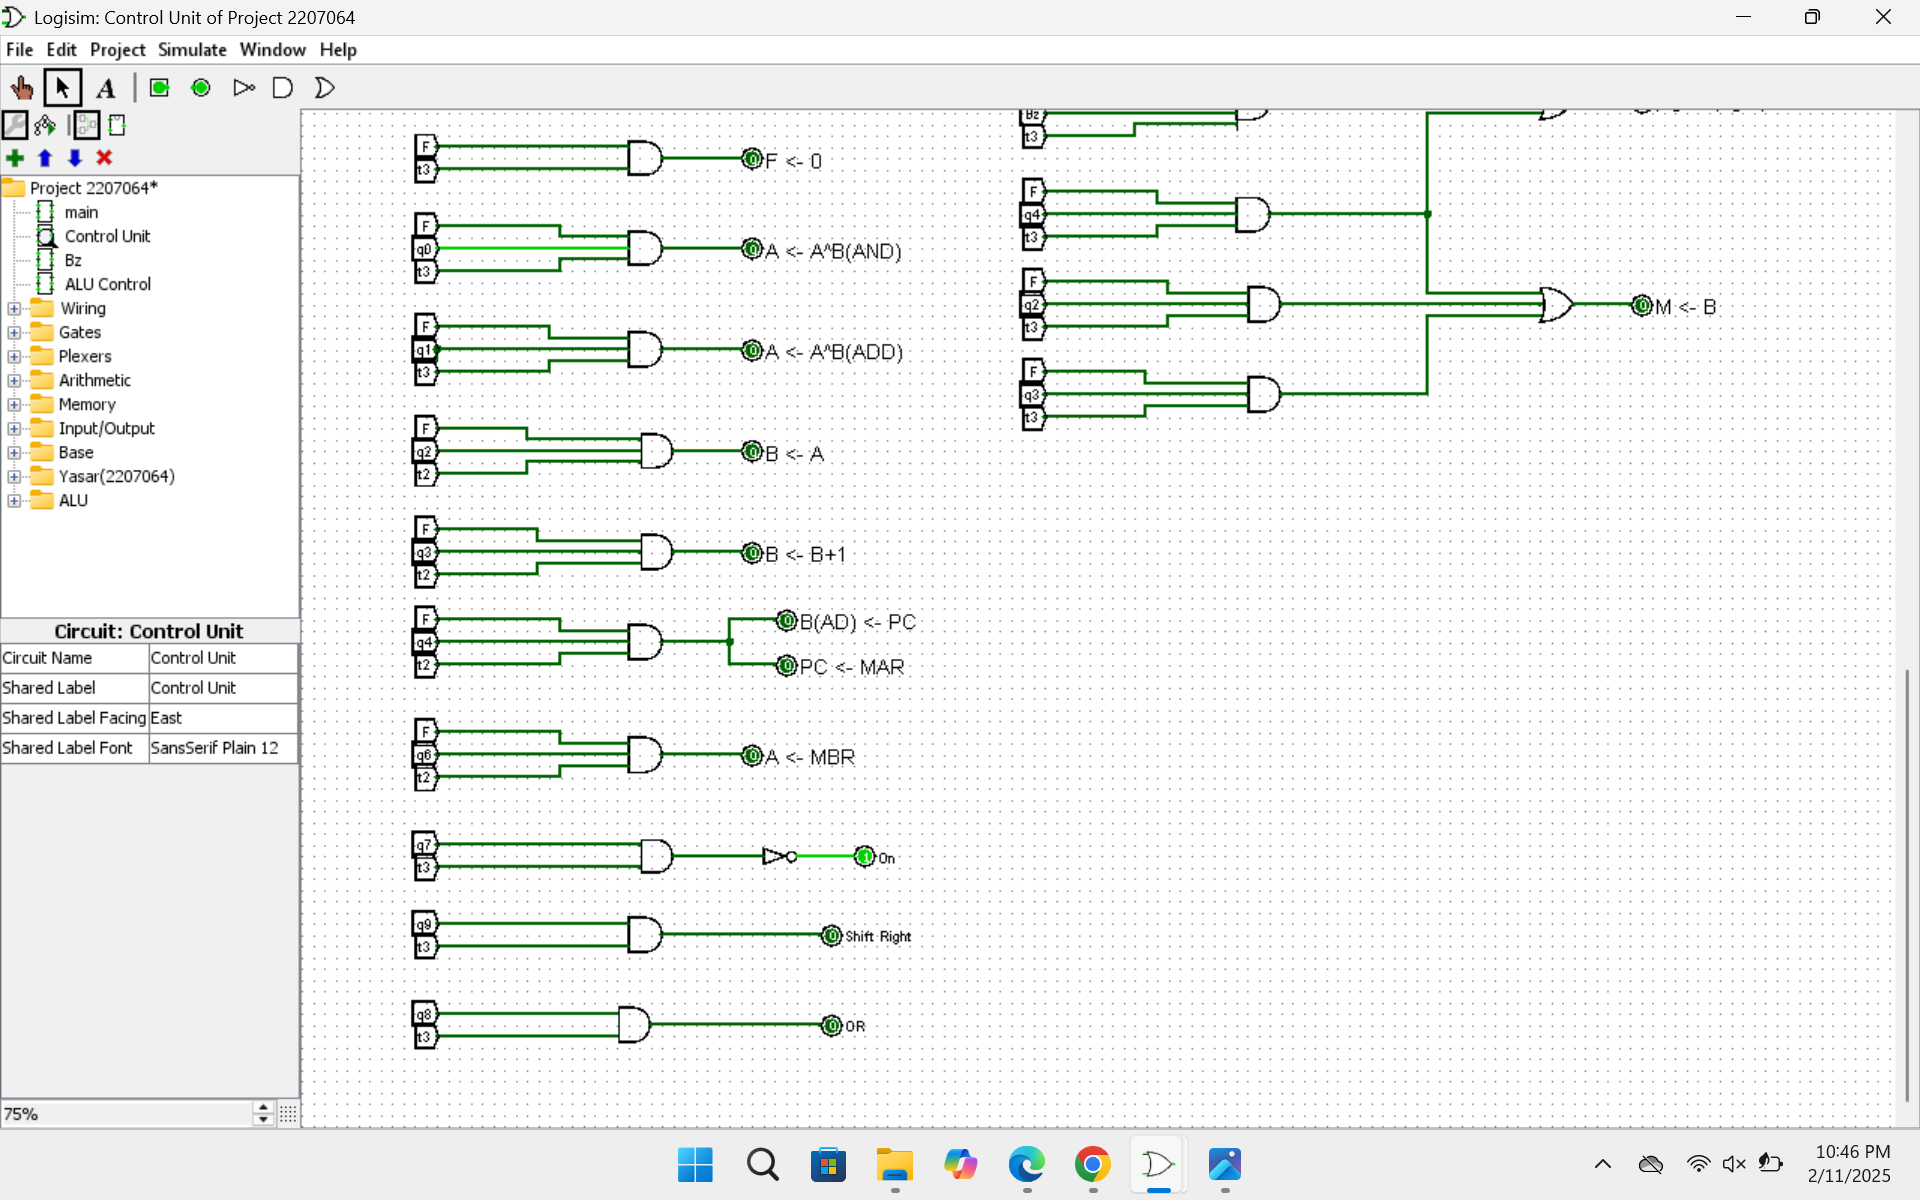 Logisim: Control Unit of Project 2207064
File Edit Project Simulate Window Help
A
Project 2207064*
main
Control Unit
Bz
ALU Control
Wiring
Gates
Plexers
Arithmetic
Memory
Input/Output
Base
Yasar(2207064)
ALU
Circuit: Control Unit
Circuit Name Control Unit
Shared Label Control Unit
Shared Label Facing East
Shared Label Font SansSerif Plain 12
75%
F
t3
0 F <- 0
F
q0
t3
0 A <- A^B(AND)
F
q1
t3
0 A <- A^B(ADD)
F
q2
t2
0 B <- A
F
q3
t2
0 B <- B+1
F
q4
t2
0 B(AD) <- PC
0 PC <- MAR
F
q6
t2
0 A <- MBR
q7
t3
1 On
q9
t3
0 Shift Right
q8
t3
0 OR
Bz
t3
F
q4
t3
F
q2
t3
0 M <- B
F
q3
t3
10:46 PM
2/11/2025